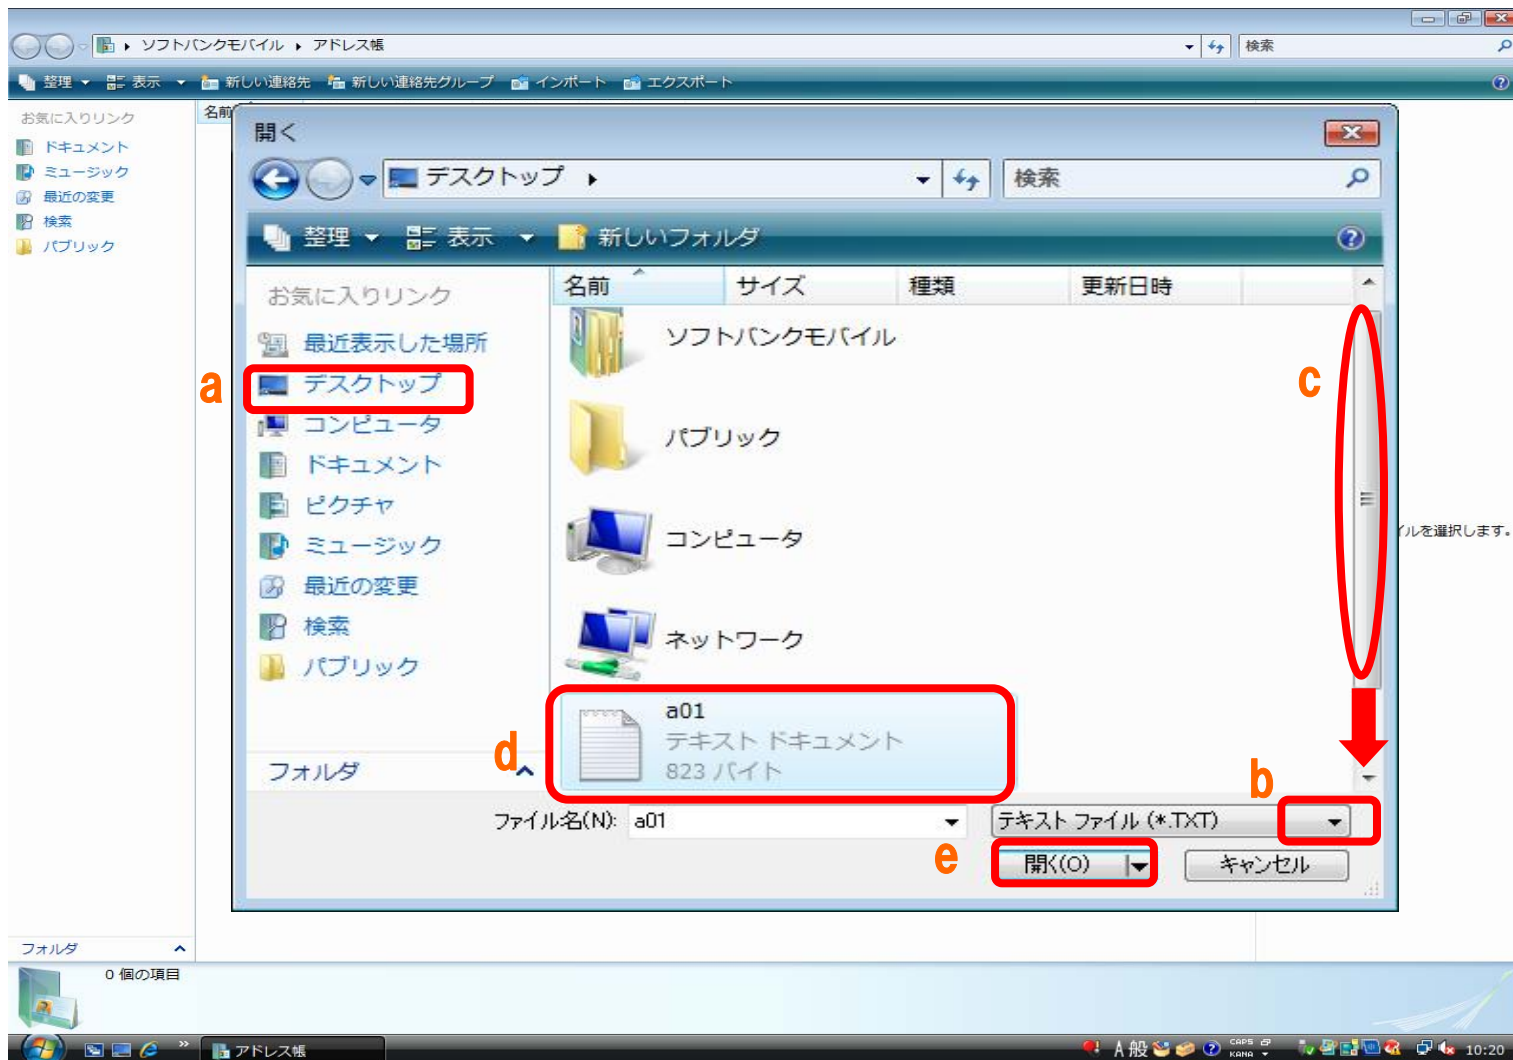 ソフトバンクモバイル ▸ アドレス帳
検索
整理 表示 新しい連絡先 新しい連絡先グループ インポート エクスポート
お気に入りリンク
ドキュメント
ミュージック
最近の変更
検索
パブリック
名前
開く
デスクトップ ▸
検索
整理 表示 新しいフォルダ
お気に入りリンク
最近表示した場所
a
デスクトップ
コンピュータ
ドキュメント
ピクチャ
ミュージック
最近の変更
検索
パブリック
フォルダ
名前 サイズ 種類 更新日時
ソフトバンクモバイル
c
パブリック
コンピュータ
ネットワーク
d
a01
テキスト ドキュメント
823 バイト
b
ファイル名(N): a01
テキスト ファイル (*.TXT)
e
開く(O)
キャンセル
イルを選択します。
フォルダ
0 個の項目
アドレス帳
A 般
CAPS
KANA
10:20